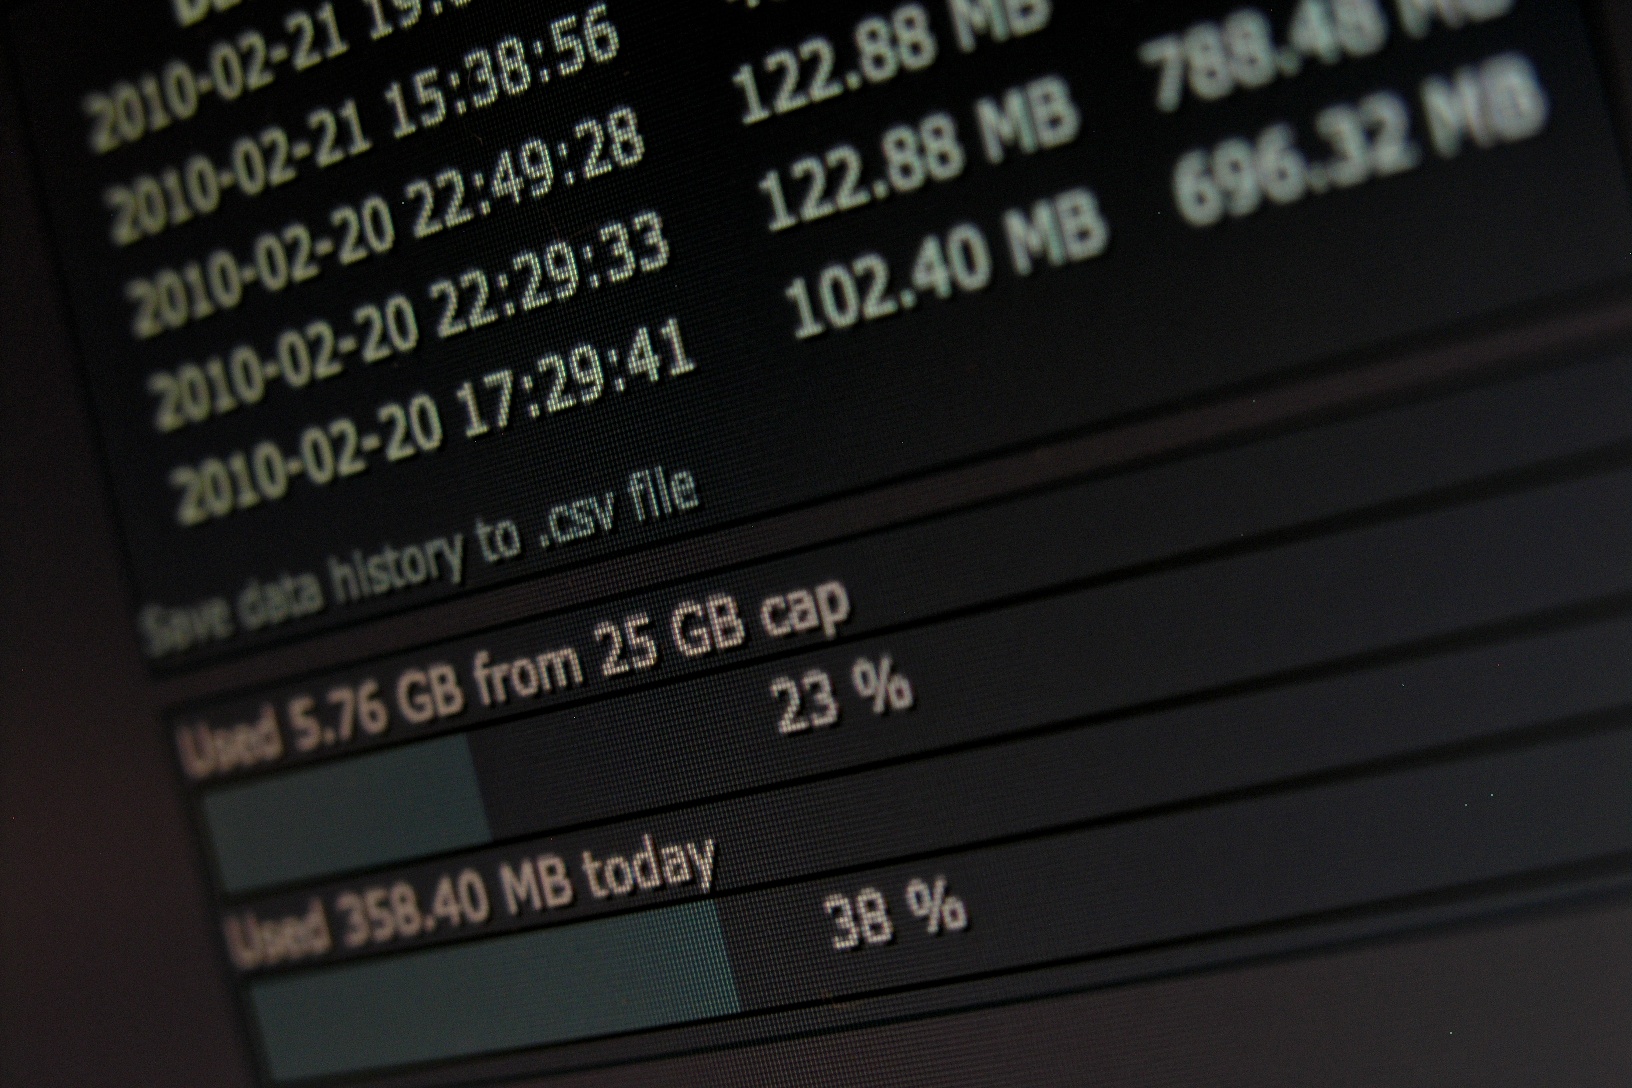 2010-02-21 19:
2010-02-21 15:38:56 122.88 MB 788.48 MB
2010-02-20 22:49:28 122.88 MB 696.32 MB
2010-02-20 22:29:33 102.40 MB
2010-02-20 17:29:41
Save data history to .csv file
Used 5.76 GB from 25 GB cap
23 %
Used 358.40 MB today
38 %